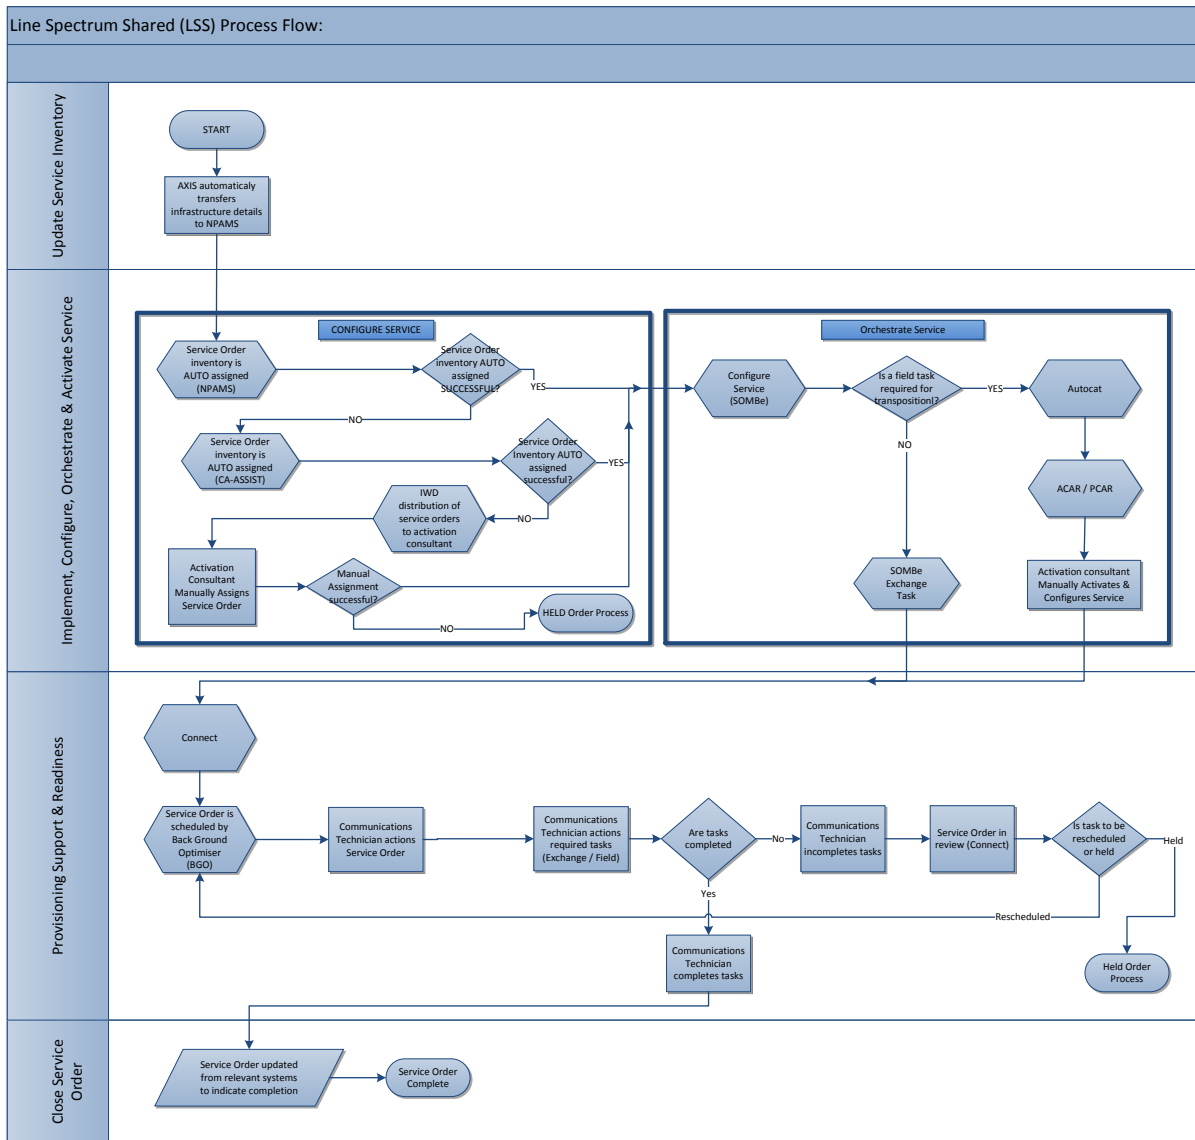 Line Spectrum Shared (LSS) Process Flow:
Update Service Inventory
START
AXIS automaticaly
transfers
infrastructure details
to NPAMS
Implement, Configure, Orchestrate & Activate Service
CONFIGURE SERVICE
Service Order
inventory is
AUTO assigned
(NPAMS)
Service Order
inventory AUTO
assigned
SUCCESSFUL?
YES
NO
Service Order
inventory is
AUTO assigned
(CA-ASSIST)
Service Order
Inventory AUTO
assigned
successful?
YES
NO
IWD
distribution of
service orders
to activation
consultant
Activation
Consultant
Manually Assigns
Service Order
Manual
Assignment
successful?
NO
HELD Order Process
Orchestrate Service
Configure
Service
(SOMBe)
Is a field task
required for
transpositionl?
YES
Autocat
NO
ACAR / PCAR
SOMBe
Exchange
Task
Activation consultant
Manually Activates &
Configures Service
Provisioning Support & Readiness
Connect
Service Order is
scheduled by
Back Ground
Optimiser
(BGO)
Communications
Technician actions
Service Order
Communications
Technician actions
required tasks
(Exchange / Field)
Are tasks
completed
No
Communications
Technician
incompletes tasks
Service Order in
review (Connect)
Is task to be
rescheduled
or held
Held
Yes
Rescheduled
Communications
Technician
completes tasks
Held Order
Process
Close Service
Order
Service Order updated
from relevant systems
to indicate completion
Service Order
Complete